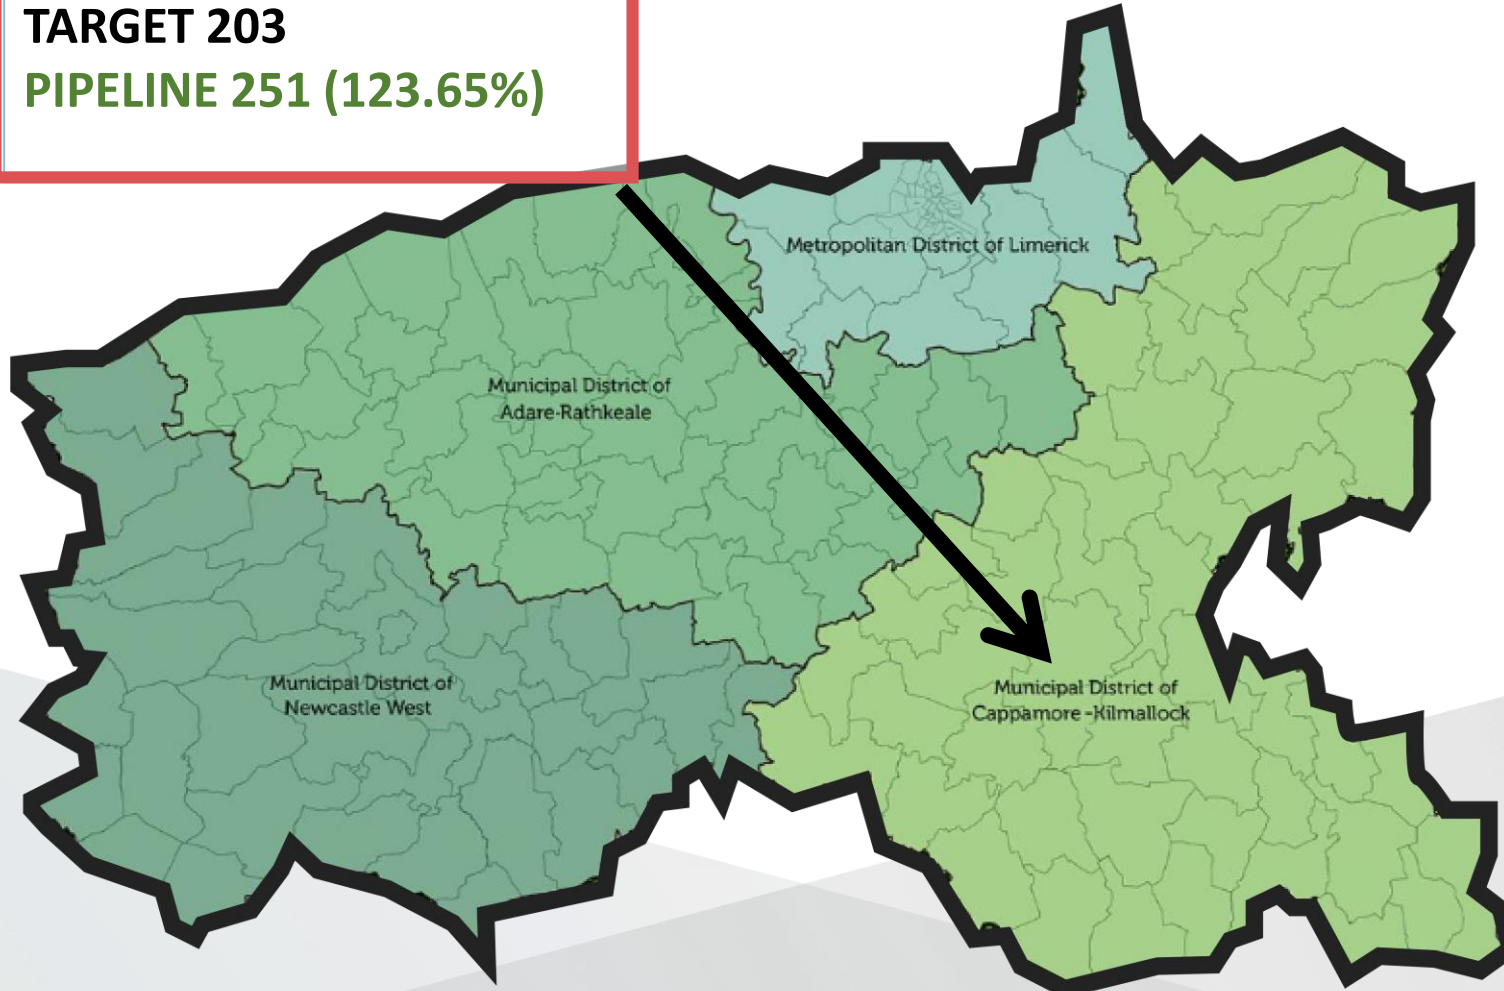 TARGET 203
PIPELINE 251 (123.65%)
Metropolitan District of Limerick
Municipal District of
Adare-Rathkeale
Municipal District of
Newcastle West
Municipal District of
Cappamore -Kilmallock